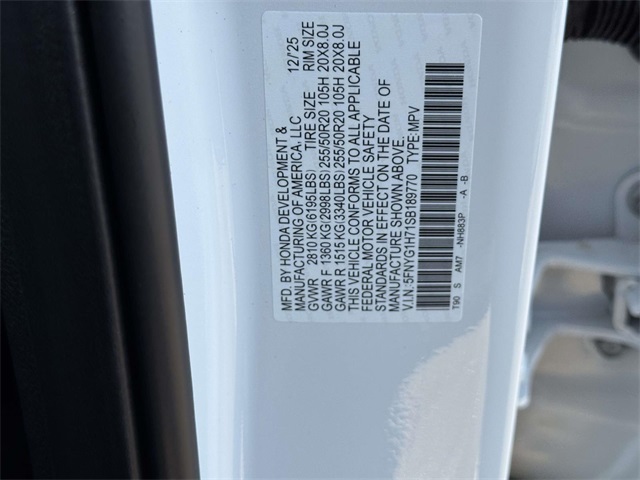 MFD. BY HONDA DEVELOPMENT &
MANUFACTURING OF AMERICA, LLC 12/'25
GVWR 2810 KG(6195LBS) TIRE SIZE RIM SIZE
GAWR F 1360 KG(2998LBS)255/50R20 105H 20X8.0J
GAWR R 1515 KG(3340LBS)255/50R20 105H 20X8.0J
THIS VEHICLE CONFORMS TO ALL APPLICABLE
FEDERAL MOTOR VEHICLE SAFETY
STANDARDS IN EFFECT ON THE DATE OF
MANUFACTURE SHOWN ABOVE.
V.I.N.:5FNYG1H71SB189770 TYPE:MPV
T90 S AM7 -NH883P -A -B